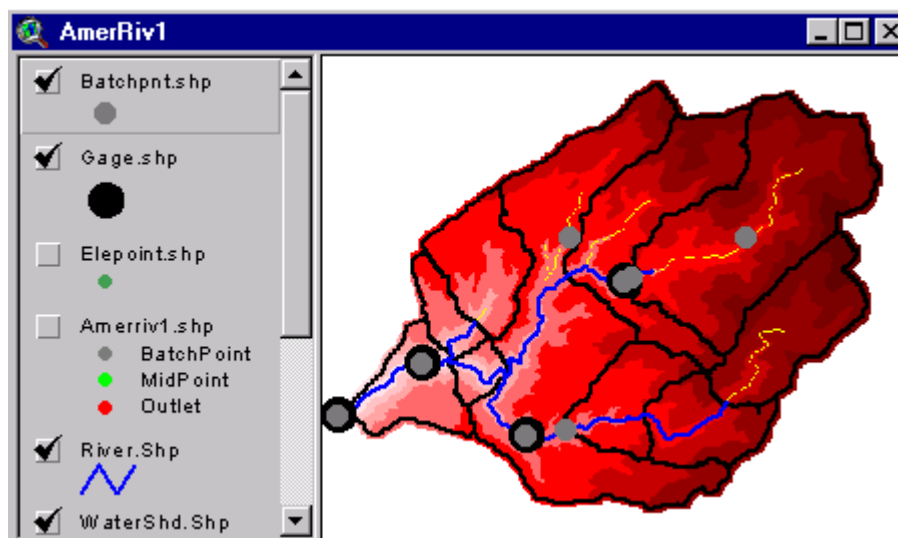 AmerRiv1
Batchpnt.shp
Gage.shp
Elepoint.shp
Amerriv1.shp
BatchPoint
MidPoint
Outlet
River.Shp
WaterShd.Shp